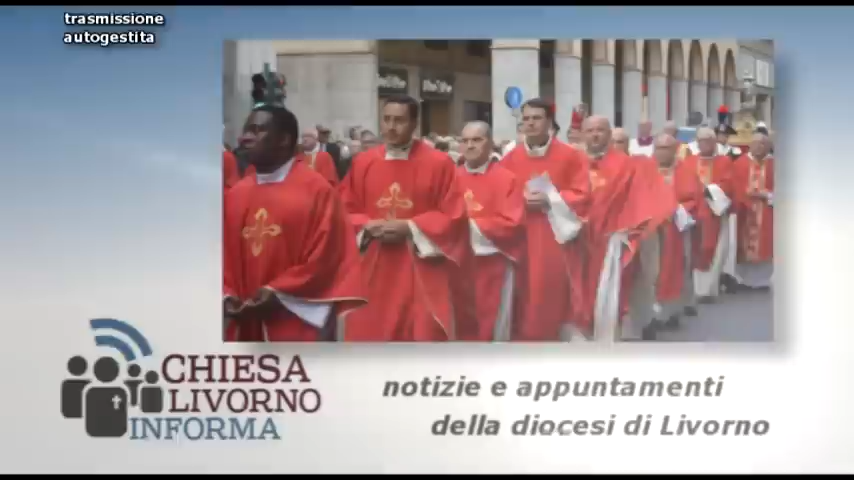 trasmissione
autogestita
CHIESA
LIVORNO
INFORMA
notizie e appuntamenti
della diocesi di Livorno